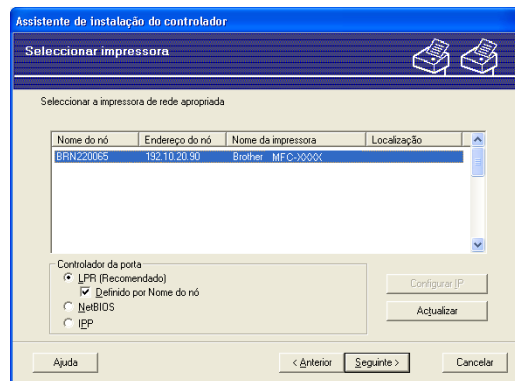 Assistente de instalação do controlador
Seleccionar impressora
Seleccionar a impressora de rede apropriada
Nome do nó Endereço do nó Nome da impressora Localização
BRN220065 192.10.20.90 Brother MFC-XXXX
Controlador da porta
LPR (Recomendado)
Definido por Nome do nó
NetBIOS
IPP
Configurar IP
Actualizar
Ajuda < Anterior Seguinte > Cancelar